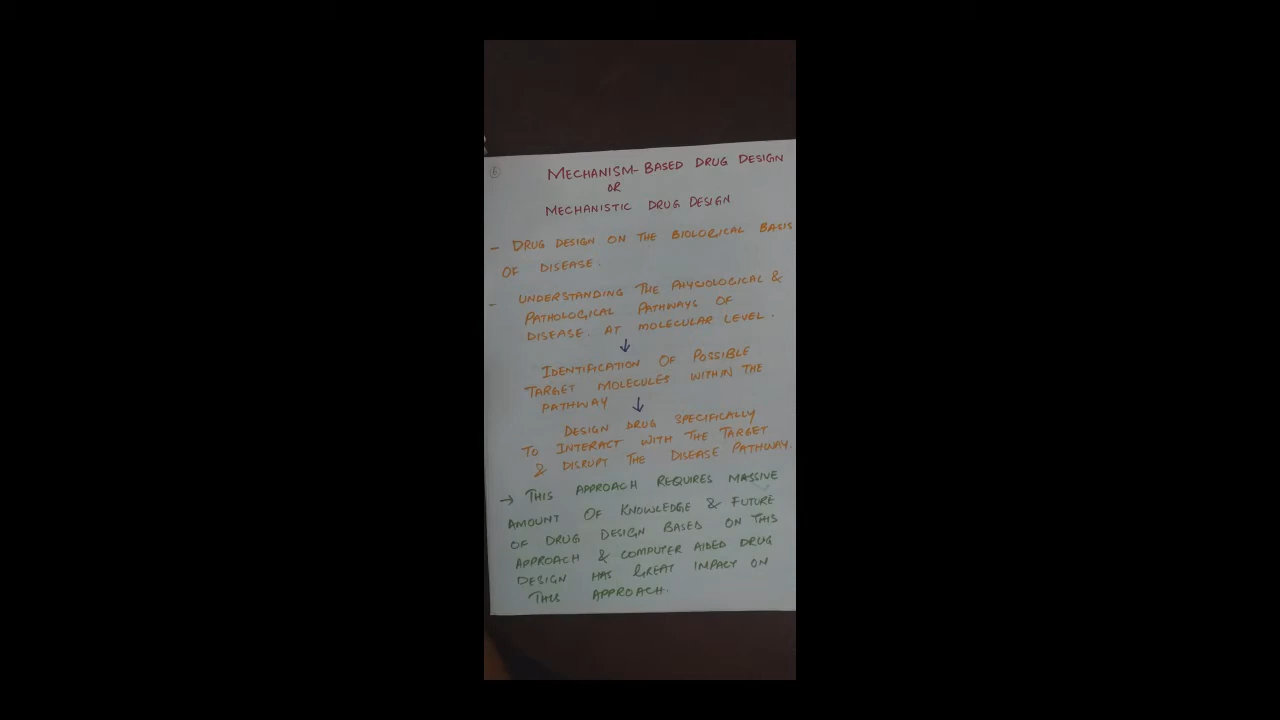 6
MECHANISM-BASED DRUG DESIGN
OR
MECHANISTIC DRUG DESIGN
- DRUG DESIGN ON THE BIOLOGICAL BASIS
OF DISEASE.
- UNDERSTANDING THE PHYSIOLOGICAL &
PATHOLOGICAL PATHWAYS OF
DISEASE. AT MOLECULAR LEVEL.
↓
IDENTIFICATION OF POSSIBLE
TARGET MOLECULES WITHIN THE
PATHWAY
↓
DESIGN DRUG SPECIFICALLY
TO INTERACT WITH THE TARGET
& DISRUPT THE DISEASE PATHWAY.
→ THIS APPROACH REQUIRES MASSIVE
AMOUNT OF KNOWLEDGE & FUTURE
OF DRUG DESIGN BASED ON THIS
APPROACH & COMPUTER AIDED DRUG
DESIGN HAS GREAT IMPACT ON
THIS APPROACH.